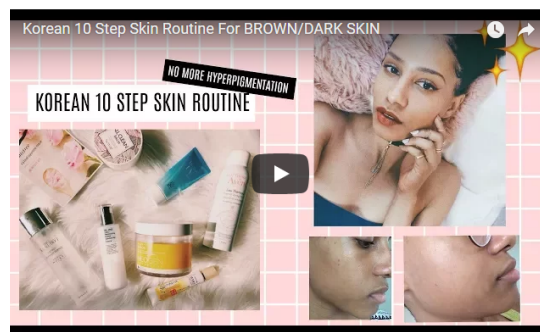 Korean 10 Step Skin Routine For BROWN/DARK SKIN
NO MORE HYPERPIGMENTATION
KOREAN 10 STEP SKIN ROUTINE